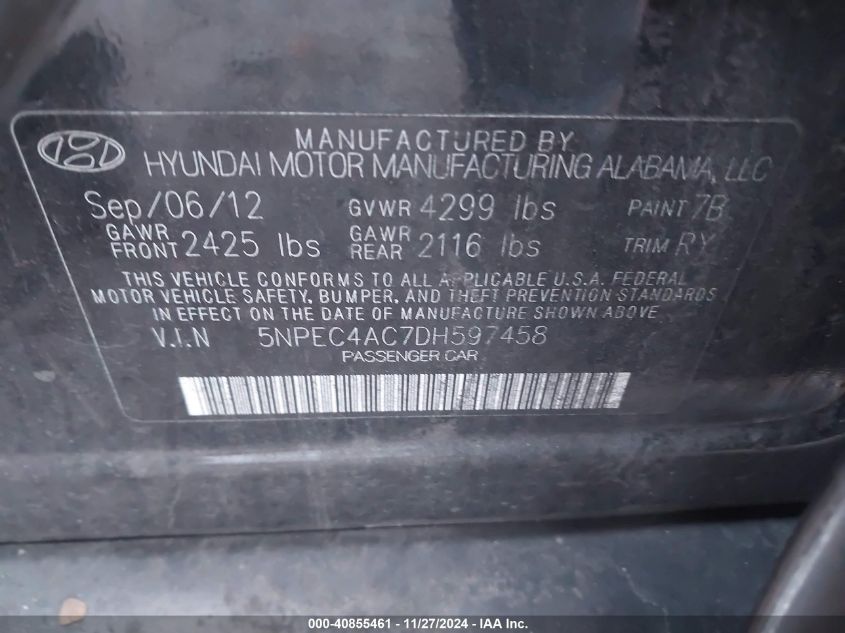 MANUFACTURED BY
HYUNDAI MOTOR MANUFACTURING ALABAMA, LLC
Sep/06/12 GVWR 4299 lbs PAINT 7B
GAWR FRONT 2425 lbs GAWR REAR 2116 lbs TRIM RY
THIS VEHICLE CONFORMS TO ALL APPLICABLE U.S.A. FEDERAL
MOTOR VEHICLE SAFETY, BUMPER, AND THEFT PREVENTION STANDARDS
IN EFFECT ON THE DATE OF MANUFACTURE SHOWN ABOVE.
V.I.N 5NPEC4AC7DH597458
PASSENGER CAR
000-40855461 - 11/27/2024 - IAA Inc.